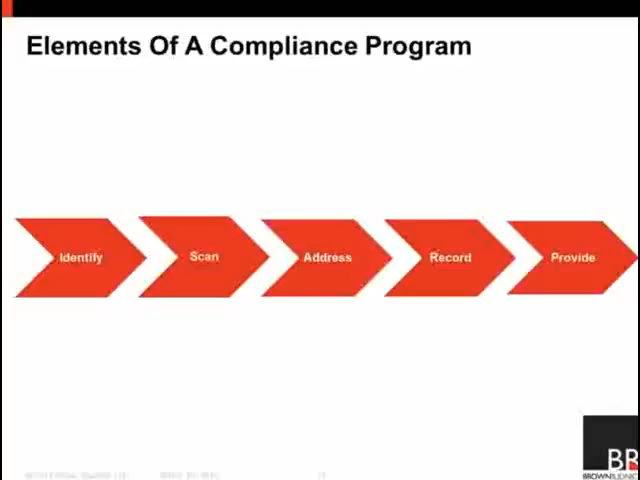 Elements Of A Compliance Program
Identify
Scan
Address
Record
Provide
BR